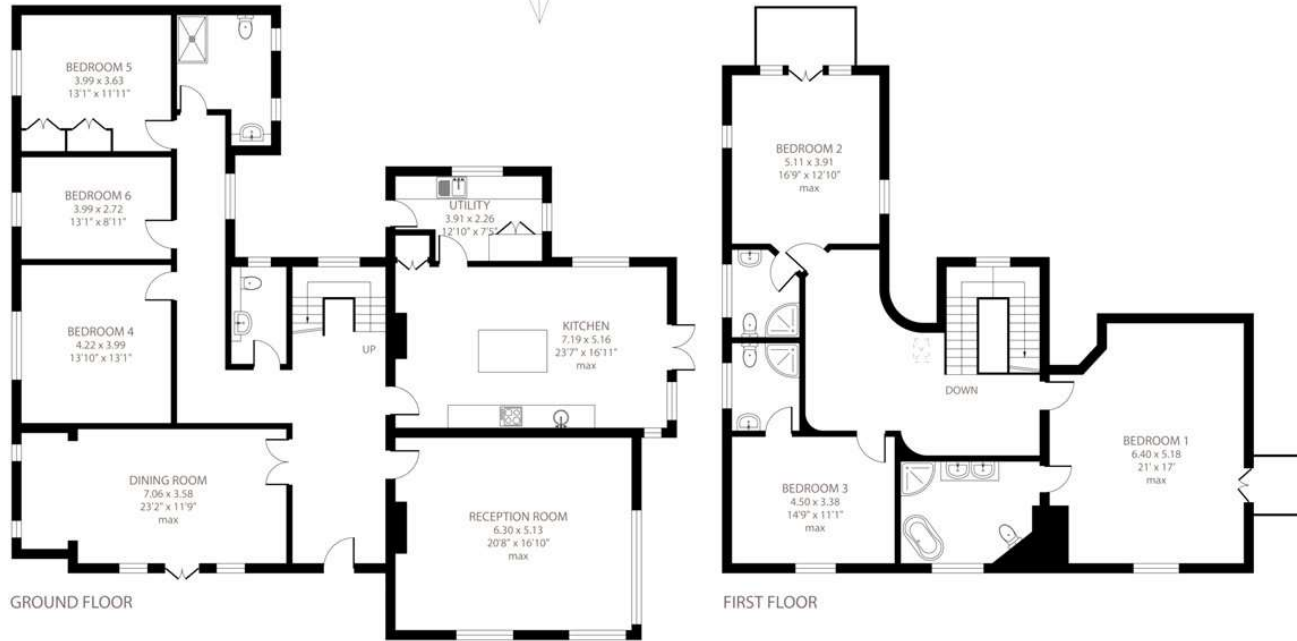 BEDROOM 5
3.99 x 3.63
13'1" x 11'11"
BEDROOM 6
3.99 x 2.72
13'1" x 8'11"
BEDROOM 4
4.22 x 3.99
13'10" x 13'1"
DINING ROOM
7.06 x 3.58
23'2" x 11'9"
max
UTILITY
3.91 x 2.26
12'10" x 7'5"
UP
KITCHEN
7.19 x 5.16
23'7" x 16'11"
max
RECEPTION ROOM
6.30 x 5.13
20'8" x 16'10"
max
GROUND FLOOR
BEDROOM 2
5.11 x 3.91
16'9" x 12'10"
max
DOWN
BEDROOM 1
6.40 x 5.18
21' x 17'
max
BEDROOM 3
4.50 x 3.38
14'9" x 11'1"
max
FIRST FLOOR